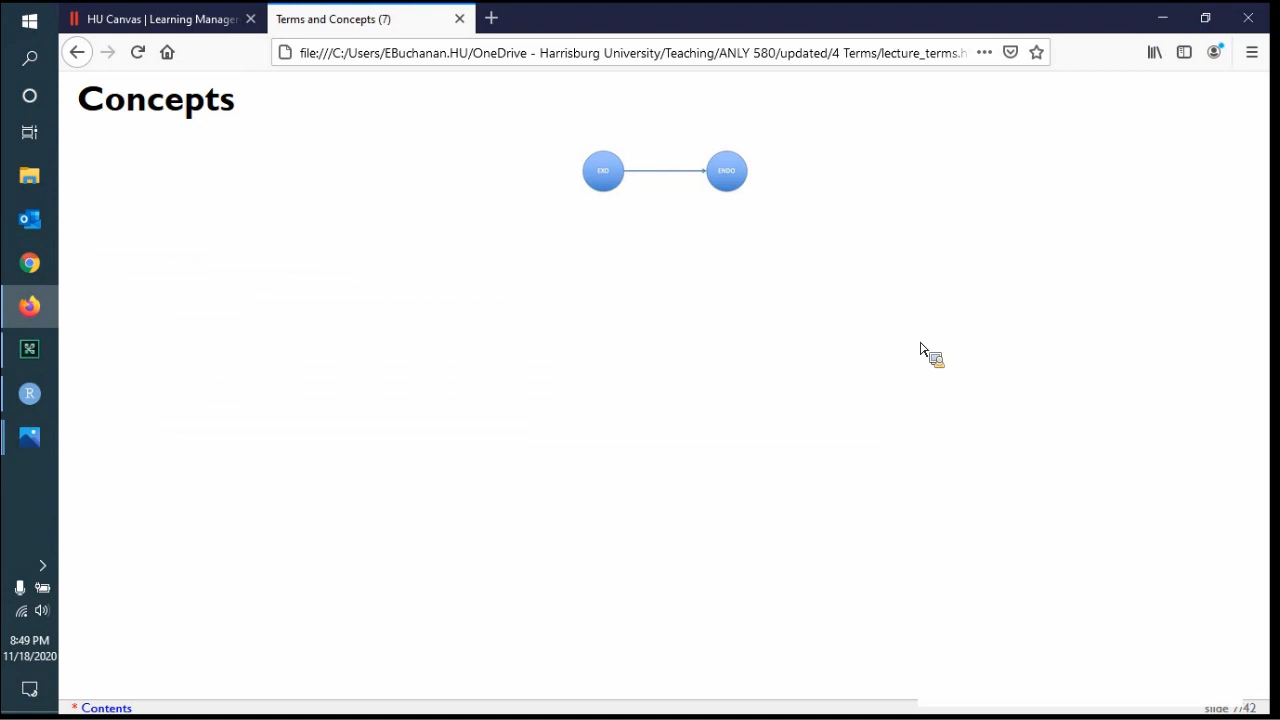 HU Canvas | Learning Manage
Terms and Concepts (7)
file:///C:/Users/EBuchanan.HU/OneDrive - Harrisburg University/Teaching/ANLY 580/updated/4 Terms/lecture_terms.h
Concepts
EXO
ENDO
R
8:49 PM
11/18/2020
* Contents
slide 7/42